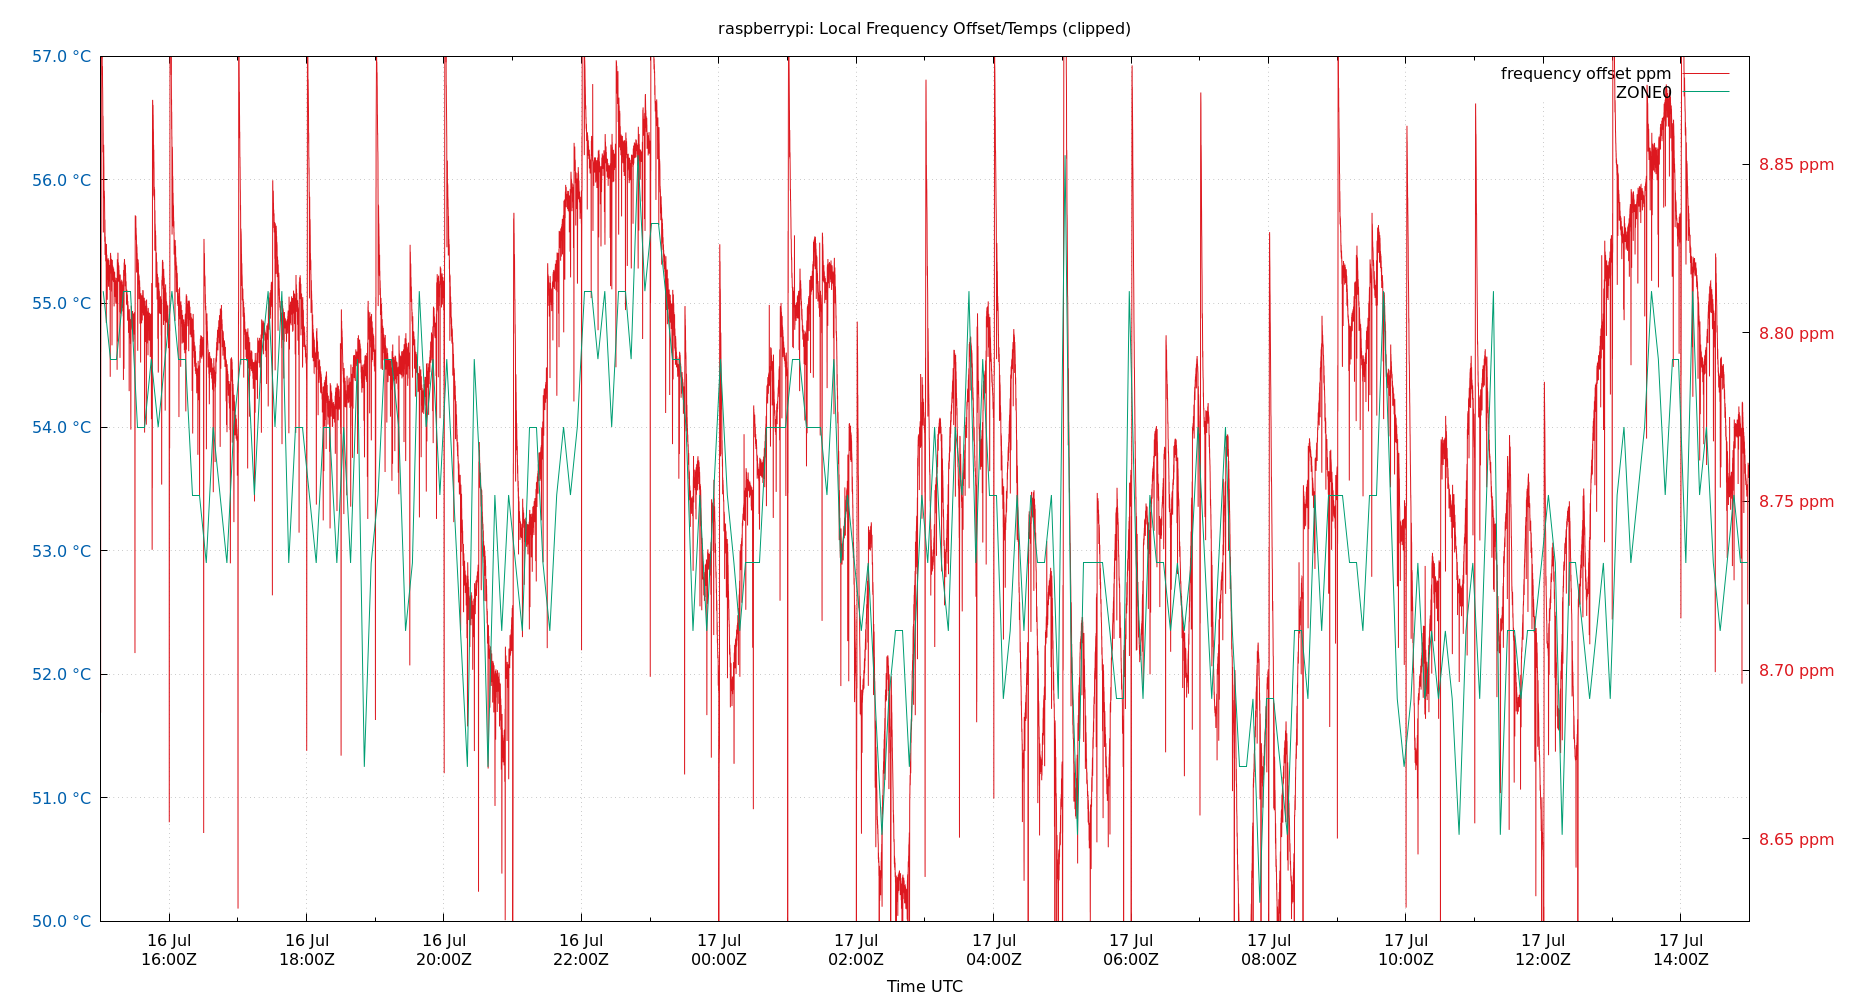 raspberrypi: Local Frequency Offset/Temps (clipped)
frequency offset ppm
ZONE0
57.0 °C
56.0 °C
55.0 °C
54.0 °C
53.0 °C
52.0 °C
51.0 °C
50.0 °C
8.85 ppm
8.80 ppm
8.75 ppm
8.70 ppm
8.65 ppm
16 Jul 16 Jul 16 Jul 16 Jul 17 Jul 17 Jul 17 Jul 17 Jul 17 Jul 17 Jul 17 Jul 17 Jul
16:00Z 18:00Z 20:00Z 22:00Z 00:00Z 02:00Z 04:00Z 06:00Z 08:00Z 10:00Z 12:00Z 14:00Z
Time UTC